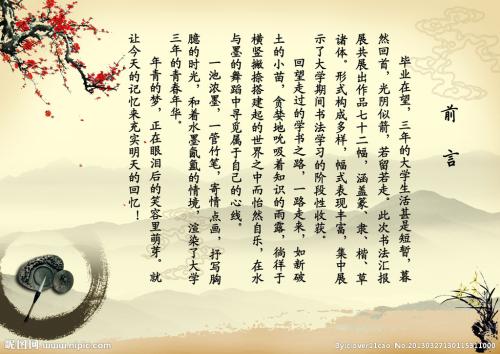 前言
毕业在望，三年的大学生活甚是短暂，蓦
然回首，光阴似箭，若留若走。此次书法汇报
展共展出作品七十二幅，涵盖篆、隶、楷、草
诸体。形式构成多样，幅式表现丰富，集中展
示了大学期间书法学习的阶段性收获。
回望走过的学书之路，一路走来，如新破
土的小苗，贪婪地吮吸着知识的雨露，徜徉于
横竖撇捺搭建起的世界之中而怡然自乐，在水
与墨的舞蹈中寻觅属于自己的心线。
一池浓墨，一管竹笔，寄情点画，抒写胸
臆的时光，和着水墨氤氲的情境，渲染了大学
三年的青春年华。
年青的梦，正在眼泪后的笑容里萌芽。就
让今天的记忆来充实明天的回忆！
昵图网 www.nipic.com
By:clover21cao No:20130327130115311000